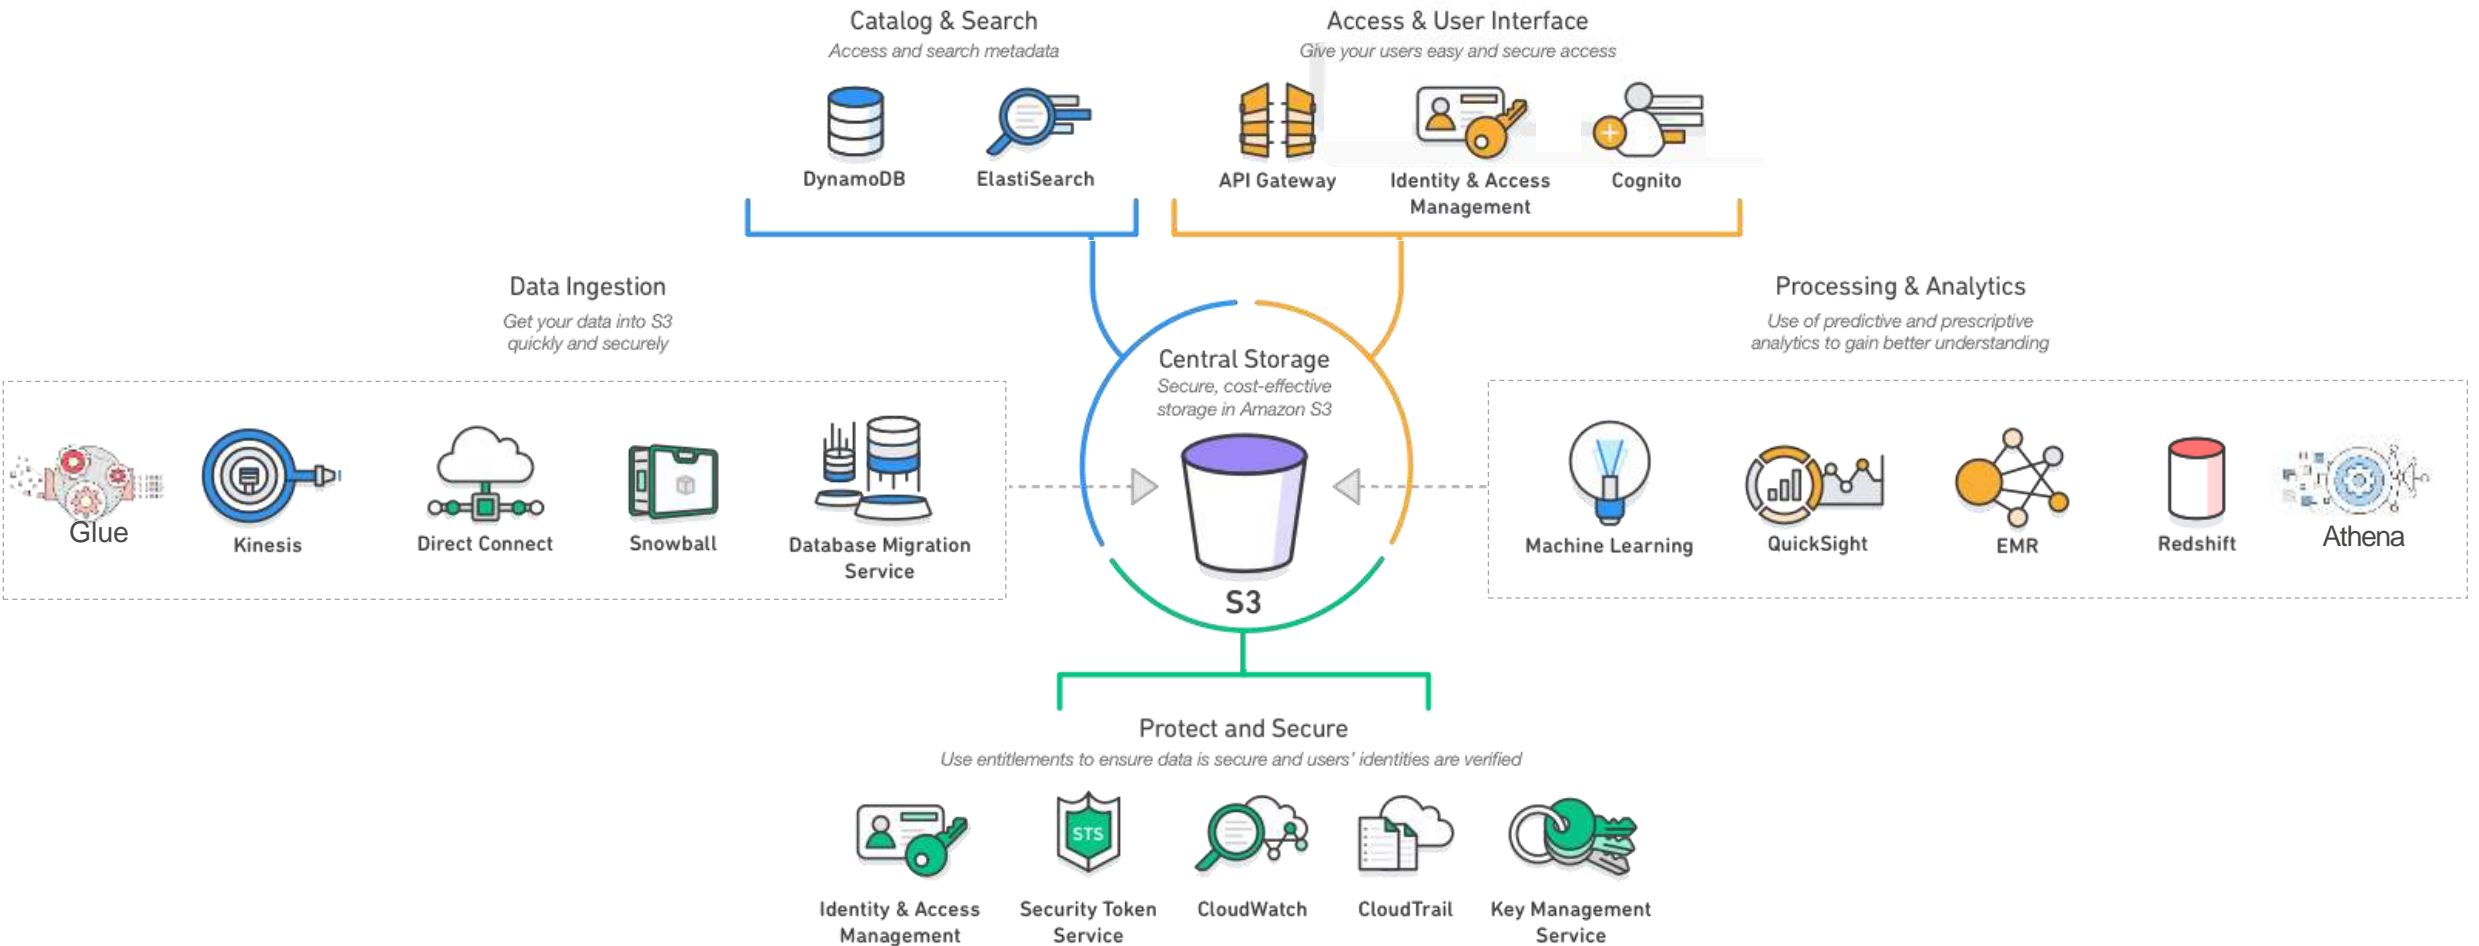 Catalog & Search
Access and search metadata
DynamoDB
ElastiSearch
Access & User Interface
Give your users easy and secure access
API Gateway
Identity & Access
Management
Cognito
Data Ingestion
Get your data into S3
quickly and securely
Glue
Kinesis
Direct Connect
Snowball
Database Migration
Service
Central Storage
Secure, cost-effective
storage in Amazon S3
S3
Processing & Analytics
Use of predictive and prescriptive
analytics to gain better understanding
Machine Learning
QuickSight
EMR
Redshift
Athena
Protect and Secure
Use entitlements to ensure data is secure and users' identities are verified
Identity & Access
Management
STS
Security Token
Service
CloudWatch
CloudTrail
Key Management
Service